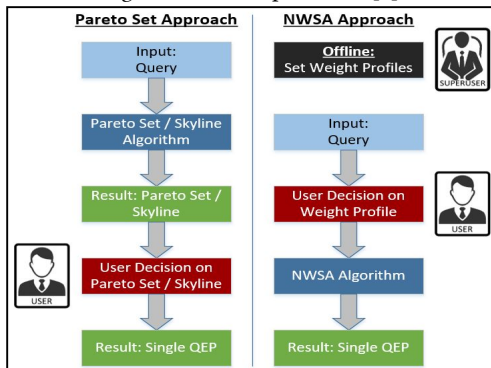 Pareto Set Approach
Input:
Query
Pareto Set / Skyline
Algorithm
Result: Pareto Set /
Skyline
User Decision on
Pareto Set / Skyline
USER
Result: Single QEP
NWSA Approach
Offline:
Set Weight Profiles
SUPERUSER
Input:
Query
User Decision on
Weight Profile
USER
NWSA Algorithm
Result: Single QEP